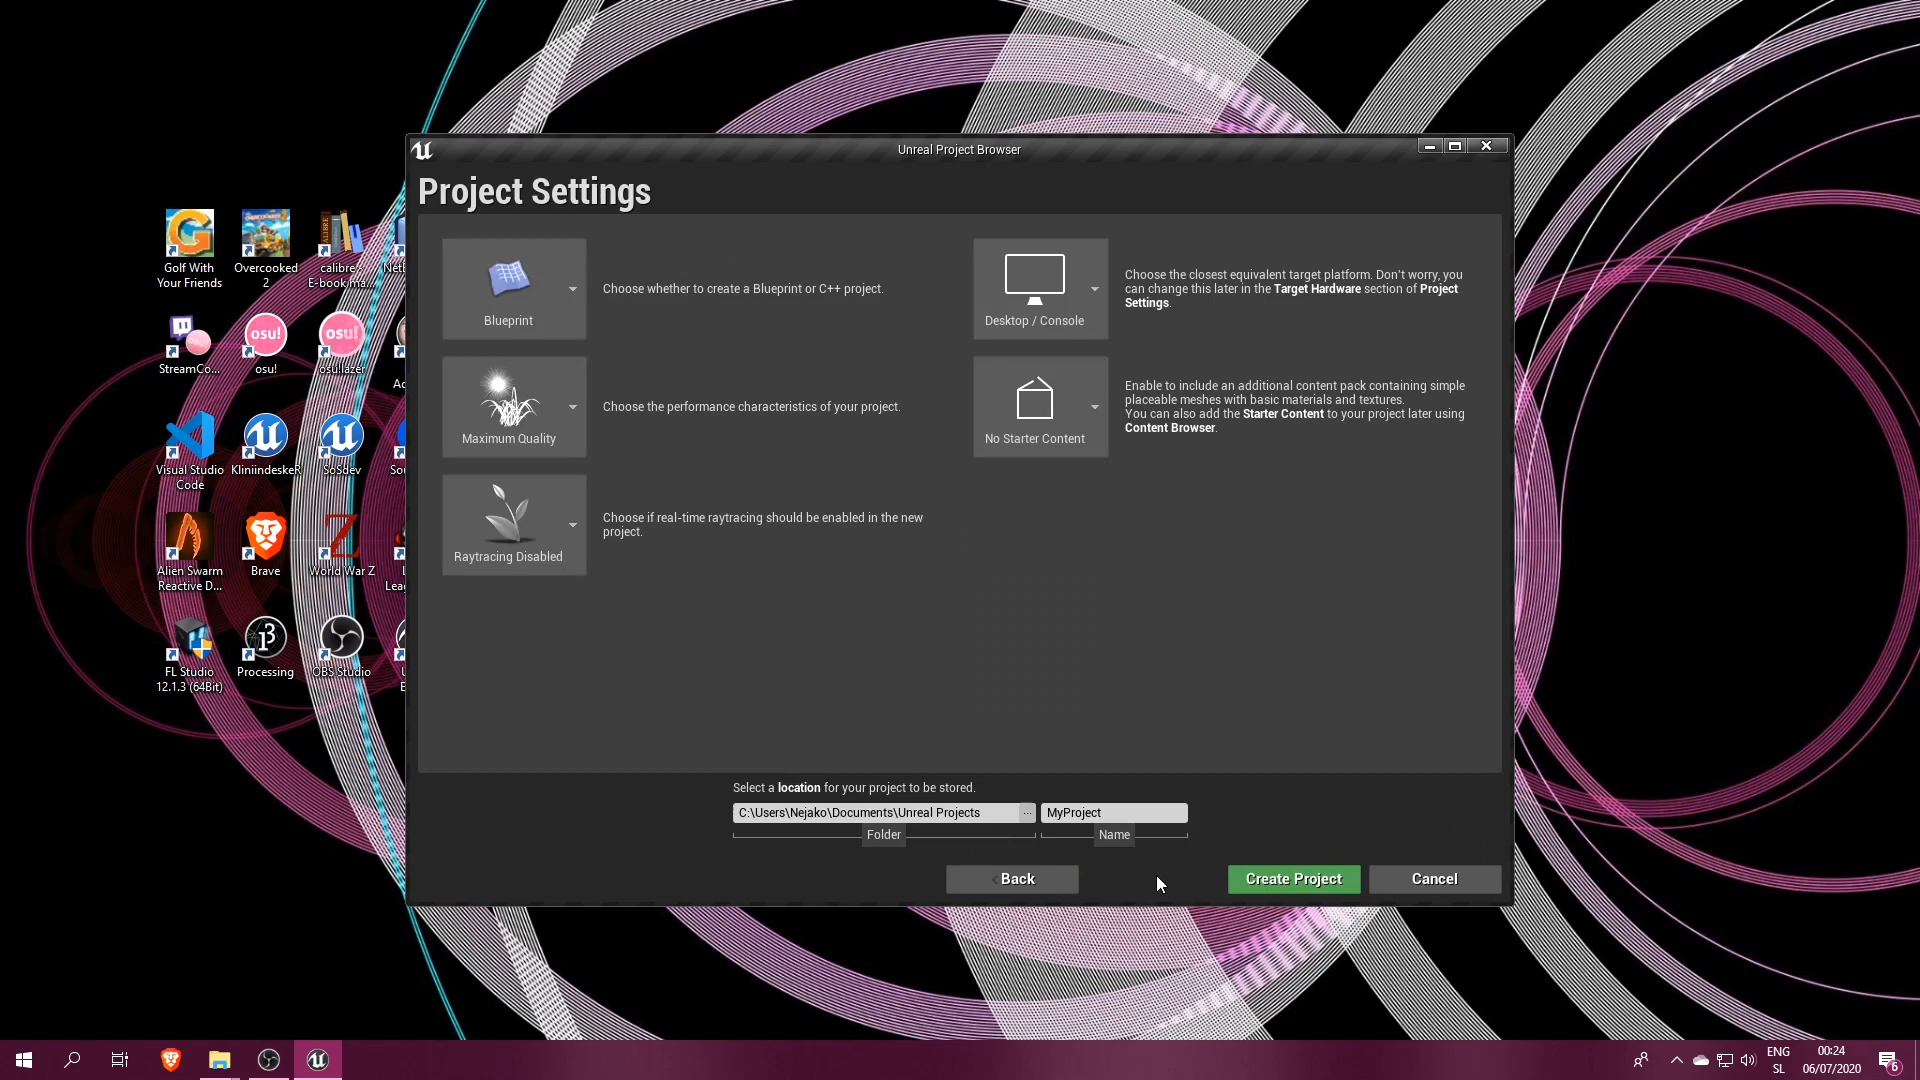 Unreal Project Browser
Project Settings
Blueprint
Choose whether to create a Blueprint or C++ project.
Desktop / Console
Choose the closest equivalent target platform. Don't worry, you
can change this later in the Target Hardware section of Project
Settings.
Maximum Quality
Choose the performance characteristics of your project.
No Starter Content
Enable to include an additional content pack containing simple
placeable meshes with basic materials and textures.
You can also add the Starter Content to your project later using
Content Browser.
Raytracing Disabled
Choose if real-time raytracing should be enabled in the new
project.
Select a location for your project to be stored.
C:\Users\Nejako\Documents\Unreal Projects
...
MyProject
Folder
Name
Back
Create Project
Cancel
Golf With
Your Friends
Overcooked
2
calibre -
E-book ma...
StreamCo...
osu!
osu!
osu!
osu!lazer
Visual Studio
Code
KliniindeskeR
SoSdev
Alien Swarm
Reactive D...
Brave
World War Z
FL Studio
12.1.3 (64Bit)
Processing
OBS Studio
ENG
SL
00:24
06/07/2020
6